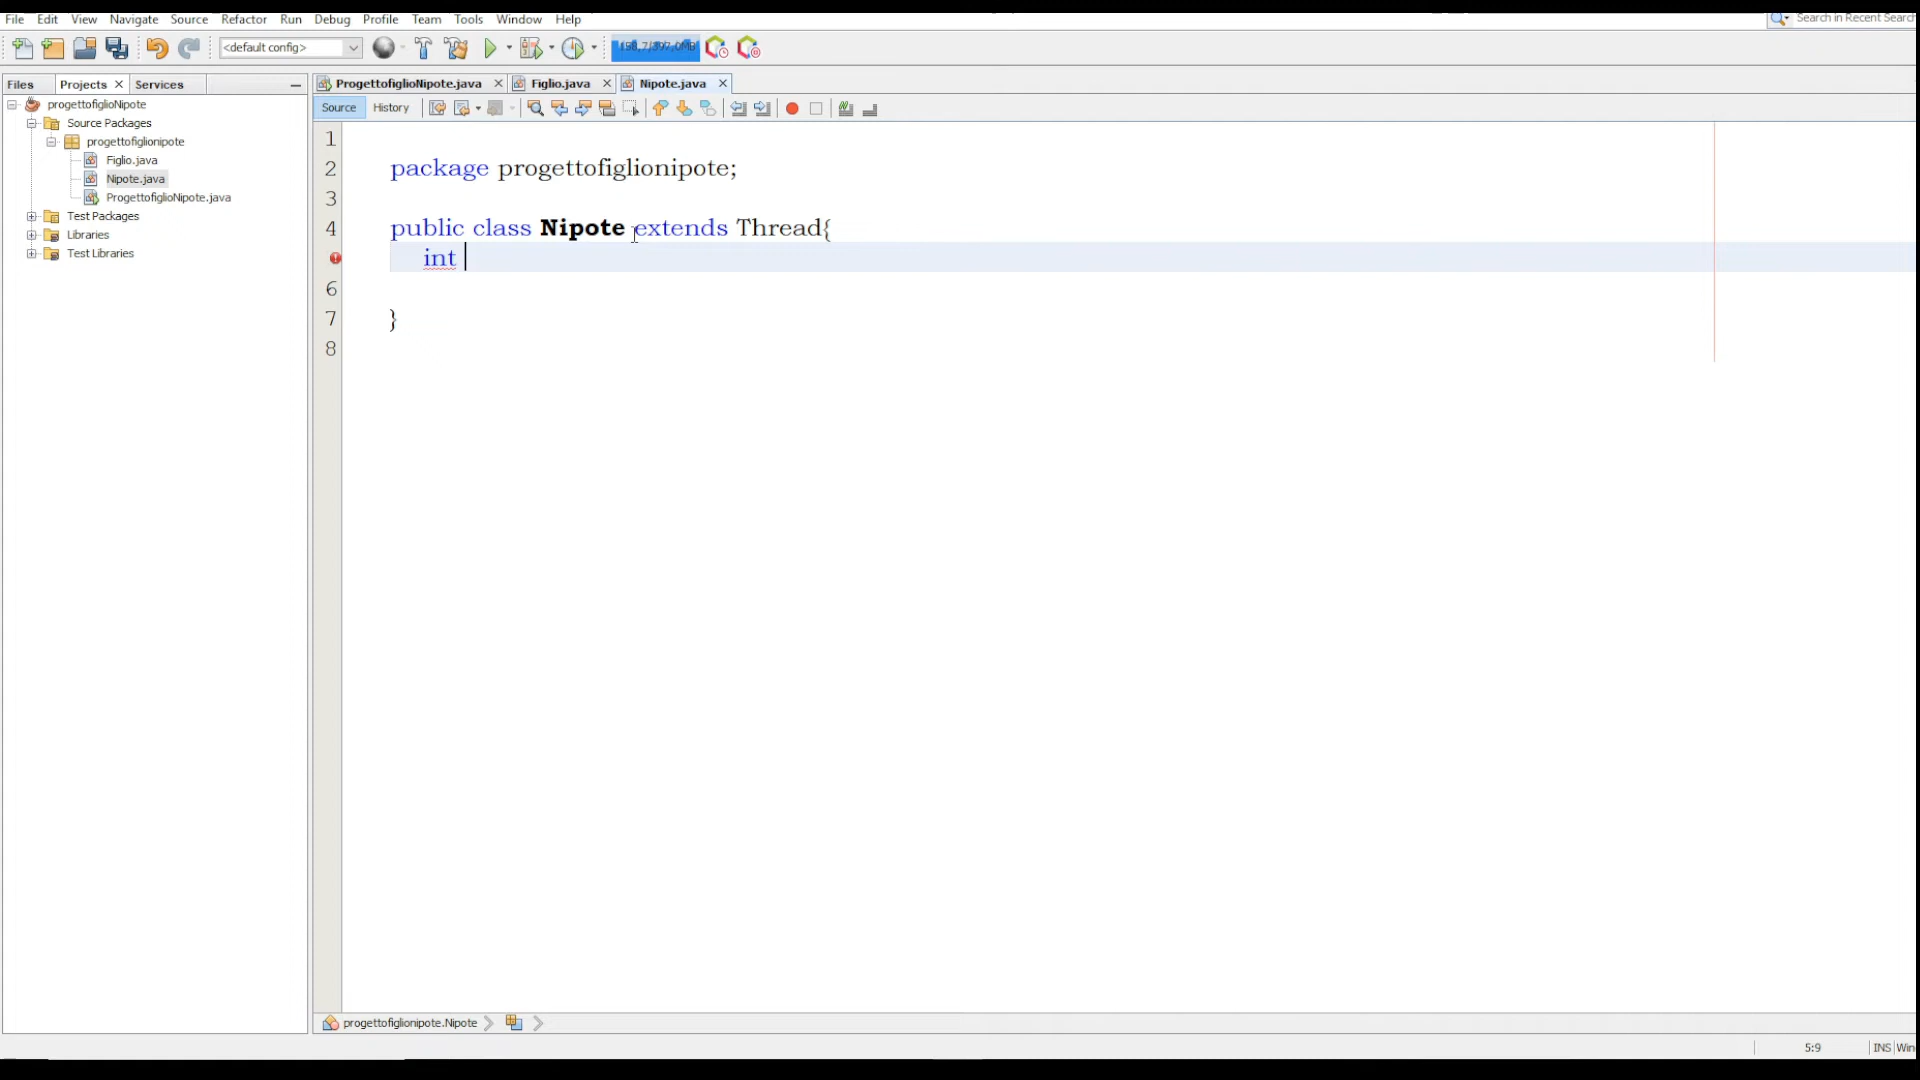 File Edit View Navigate Source Refactor Run Debug Profile Team Tools Window Help
Search in Recent Search
<default config>
Files Projects Services
ProgettofiglioNipote.java Figlio.java Nipote.java
Source History
progettofiglioNipote
Source Packages
progettofiglionipote
Figlio.java
Nipote.java
ProgettofiglioNipote.java
Test Packages
Libraries
Test Libraries
1
2 package progettofiglionipote;
3
4 public class Nipote extends Thread{
int
6
7 }
8
progettofiglionipote.Nipote
5:9 INS Win